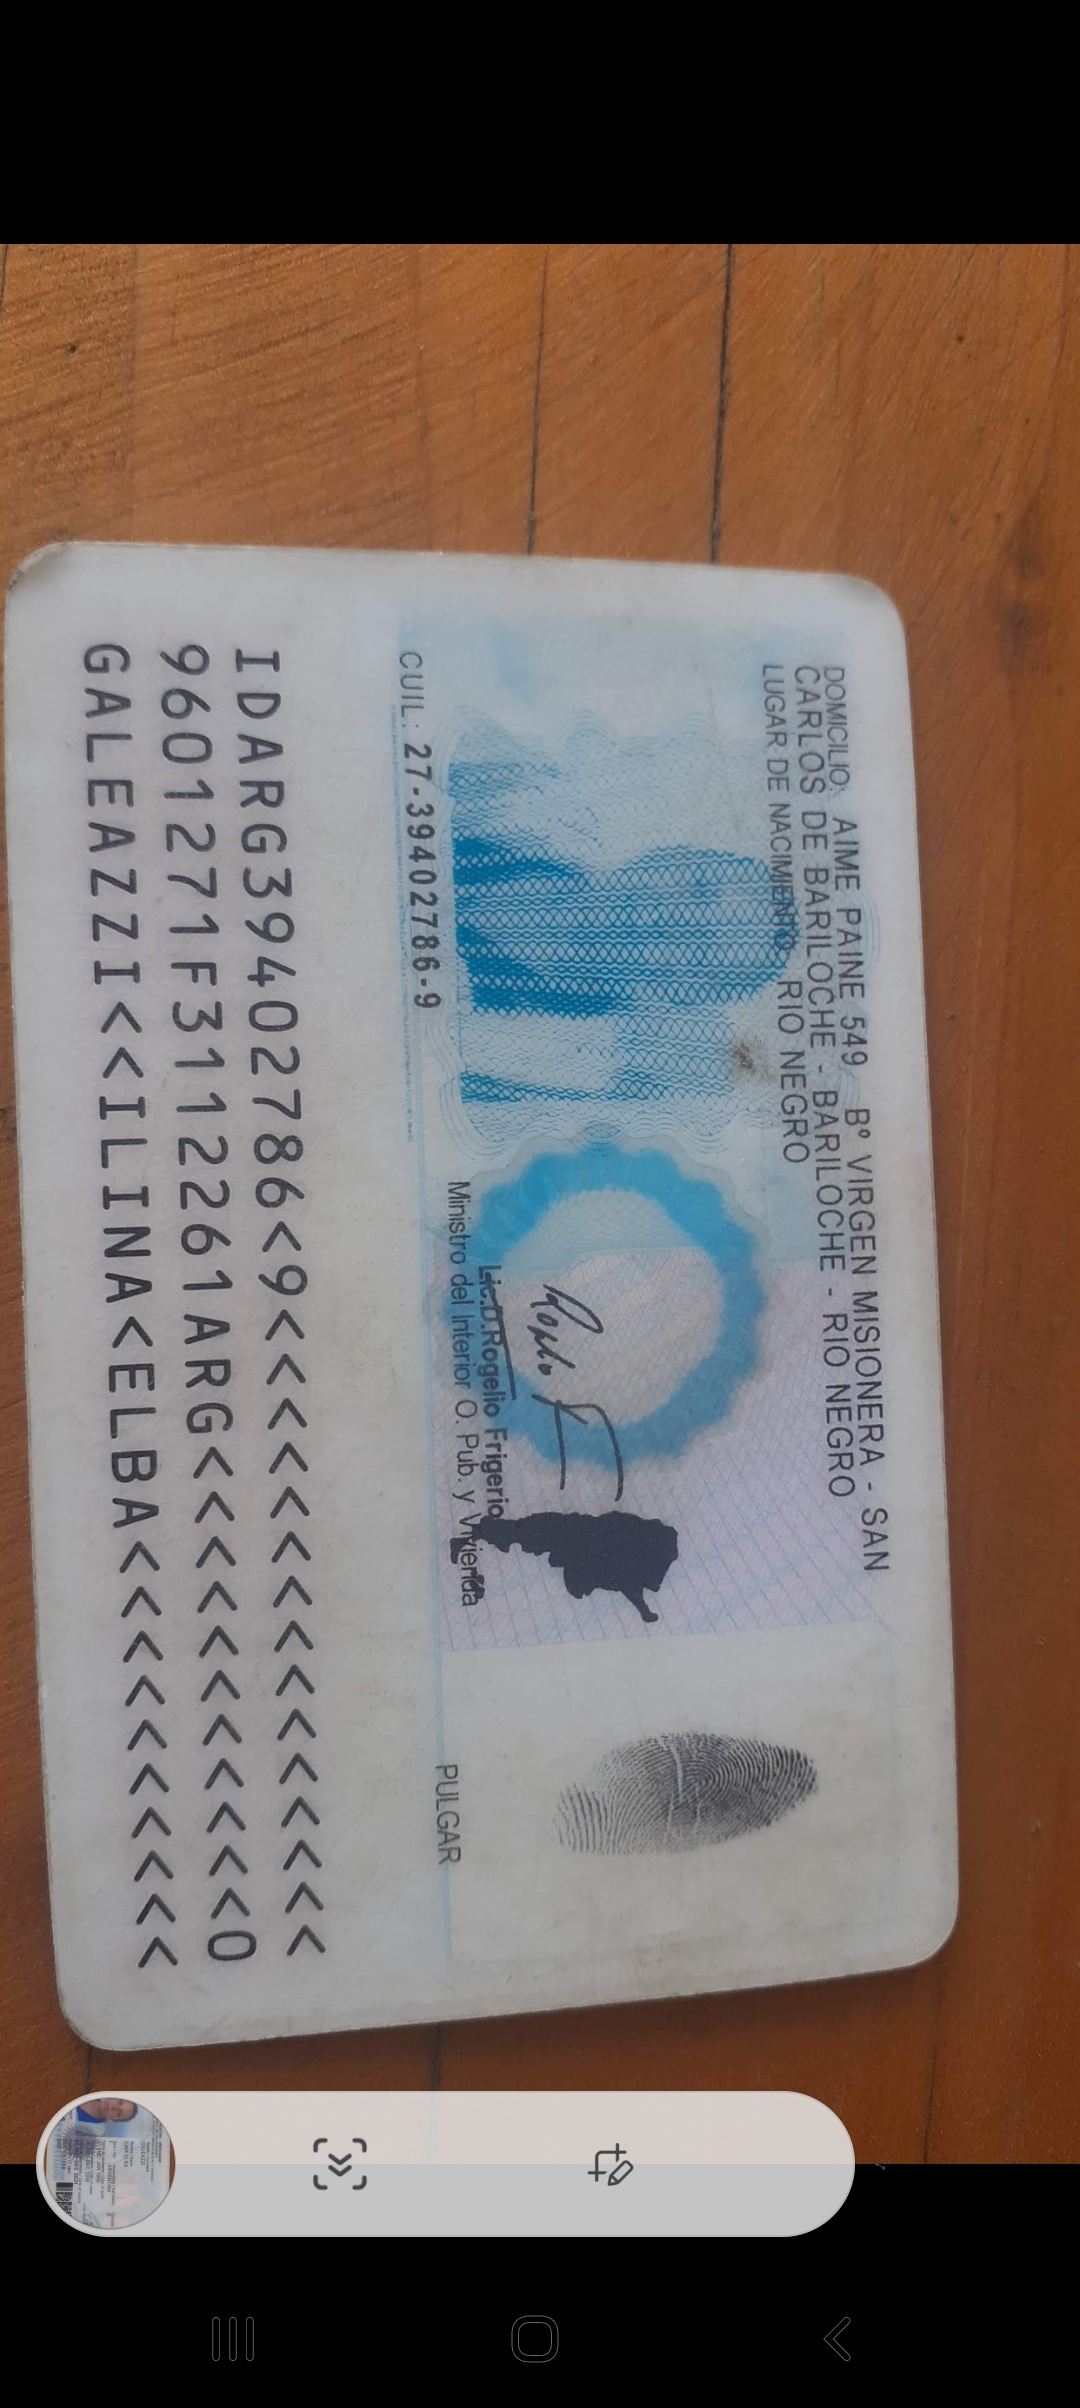 DOMICILIO: AIME PAINE 549 Bº VIRGEN MISIONERA - SAN
CARLOS DE BARILOCHE - BARILOCHE - RIO NEGRO
LUGAR DE NACIMIENTO: RIO NEGRO
Lic.D.Rogelio Frigerio
Ministro del Interior O. Pub. y Vivienda
CUIL: 27-39402786-9
PULGAR
IDARG39402786<9<<<<<<<<<<<<<<<
9601271F3112261ARG<<<<<<<<<<<0
GALEAZZI<<ILINA<ELBA<<<<<<<<<<